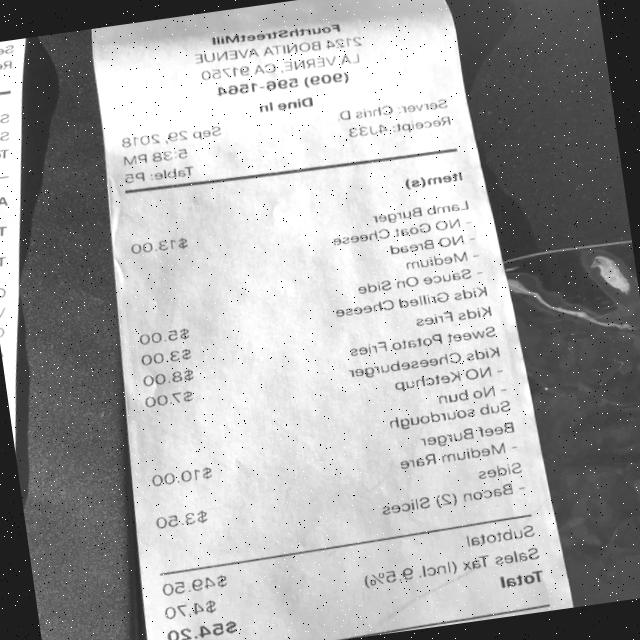 FourthStreetMill
2124 BONITA AVENUE
LA VERNE, CA 91750
(909) 596-1564
Dine In
Server: Chris D. Sep 29, 2018
Receipt: 4J33 5:38 PM
Table: P5
Item(s)
Lamb Burger $13.00
- NO Goat Cheese
- NO Bread
- Medium
- Sauce On Side
Kids Grilled Cheese $5.00
Kids Fries $3.00
Sweet Potato Fries $8.00
Kids Cheeseburger $7.00
- NO Ketchup
- No bun
Sub sourdough
Beef Burger $10.00
- Medium Rare
Sides $3.50
- Bacon (2) Slices
Subtotal $49.50
Sales Tax (Incl. 9.5%) $4.70
Total $54.20